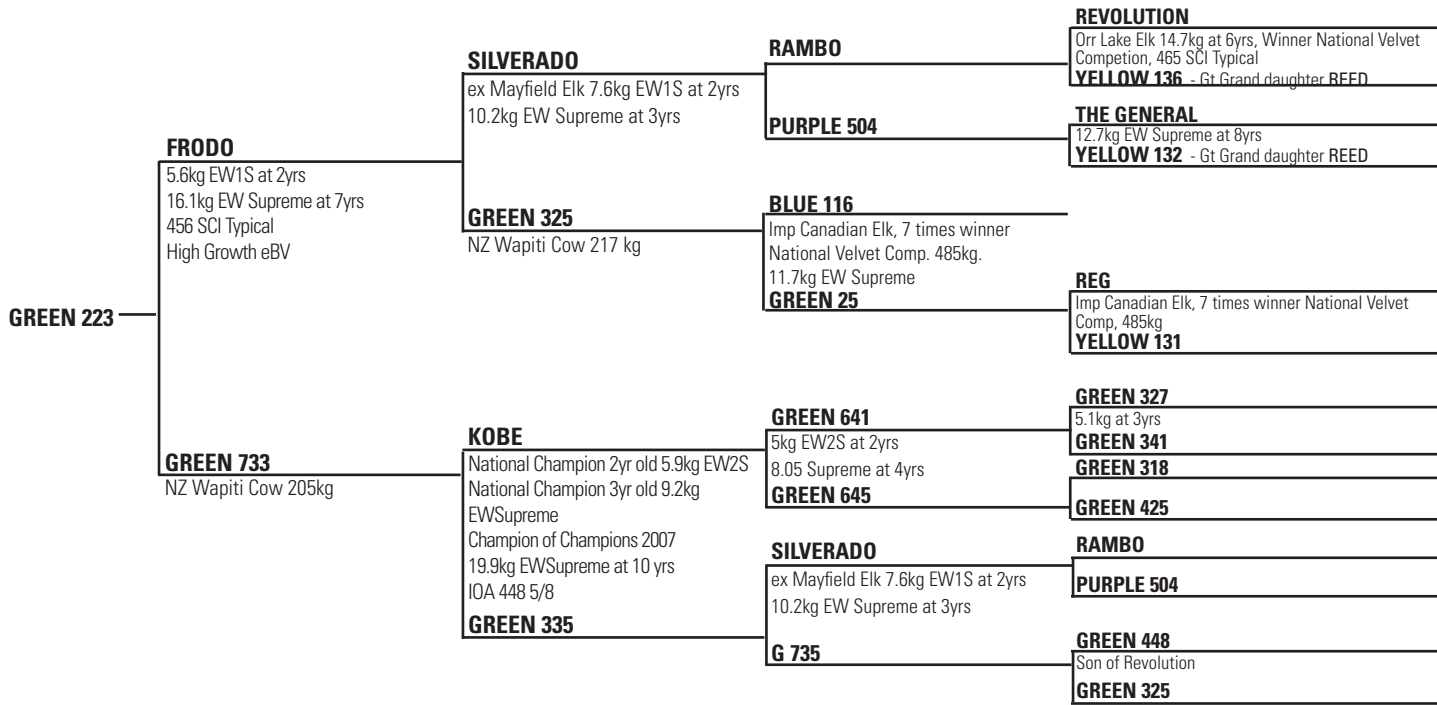 GREEN 223
FRODO
5.6kg EW1S at 2yrs
16.1kg EW Supreme at 7yrs
456 SCI Typical
High Growth eBV
GREEN 733
NZ Wapiti Cow 205kg
SILVERADO
ex Mayfield Elk 7.6kg EW1S at 2yrs
10.2kg EW Supreme at 3yrs
GREEN 325
NZ Wapiti Cow 217 kg
KOBE
National Champion 2yr old 5.9kg EW2S
National Champion 3yr old 9.2kg
EWSupreme
Champion of Champions 2007
19.9kg EWSupreme at 10 yrs
IOA 448 5/8
GREEN 335
RAMBO
PURPLE 504
BLUE 116
Imp Canadian Elk, 7 times winner
National Velvet Comp. 485kg.
11.7kg EW Supreme
GREEN 25
GREEN 641
5kg EW2S at 2yrs
8.05 Supreme at 4yrs
GREEN 645
SILVERADO
ex Mayfield Elk 7.6kg EW1S at 2yrs
10.2kg EW Supreme at 3yrs
G 735
REVOLUTION
Orr Lake Elk 14.7kg at 6yrs, Winner National Velvet
Competion, 465 SCI Typical
YELLOW 136 - Gt Grand daughter REED
THE GENERAL
12.7kg EW Supreme at 8yrs
YELLOW 132 - Gt Grand daughter REED
REG
Imp Canadian Elk, 7 times winner National Velvet
Comp, 485kg
YELLOW 131
GREEN 327
5.1kg at 3yrs
GREEN 341
GREEN 318
GREEN 425
RAMBO
PURPLE 504
GREEN 448
Son of Revolution
GREEN 325